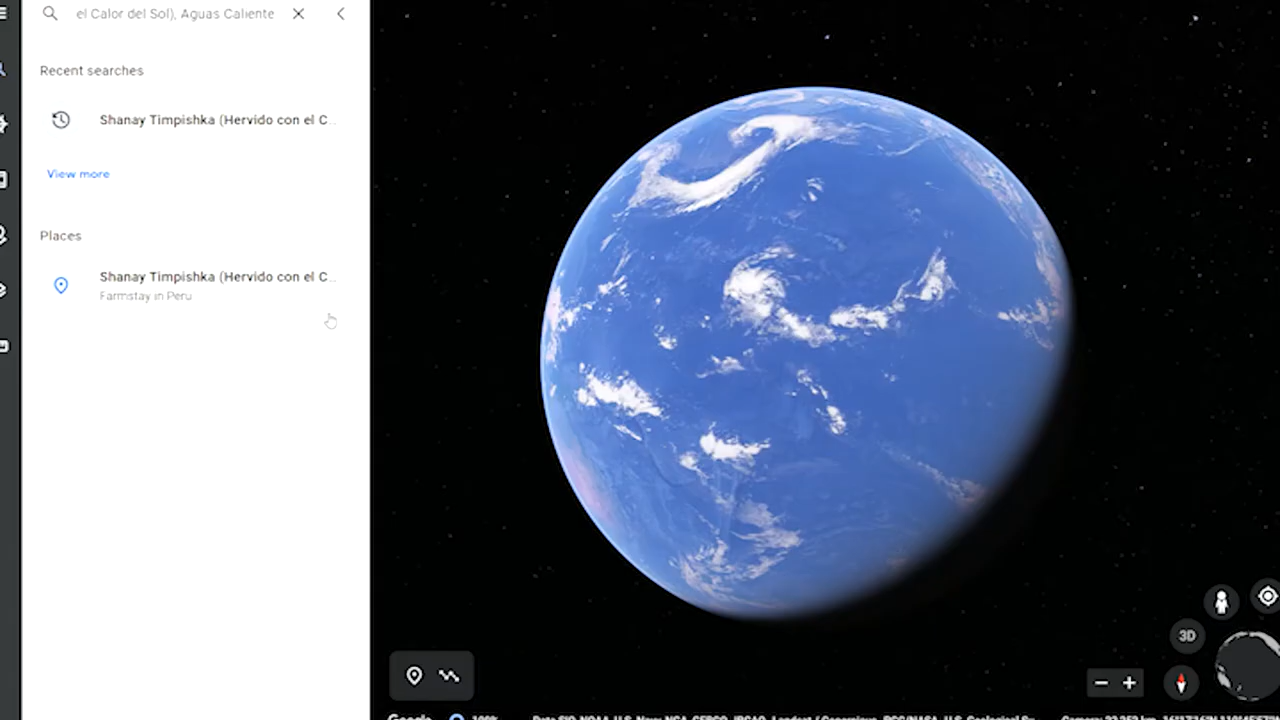 el Calor del Sol), Aguas Caliente
Recent searches
Shanay Timpishka (Hervido con el C...
View more
Places
Shanay Timpishka (Hervido con el C...
Farmstay in Peru
3D
Google
100%